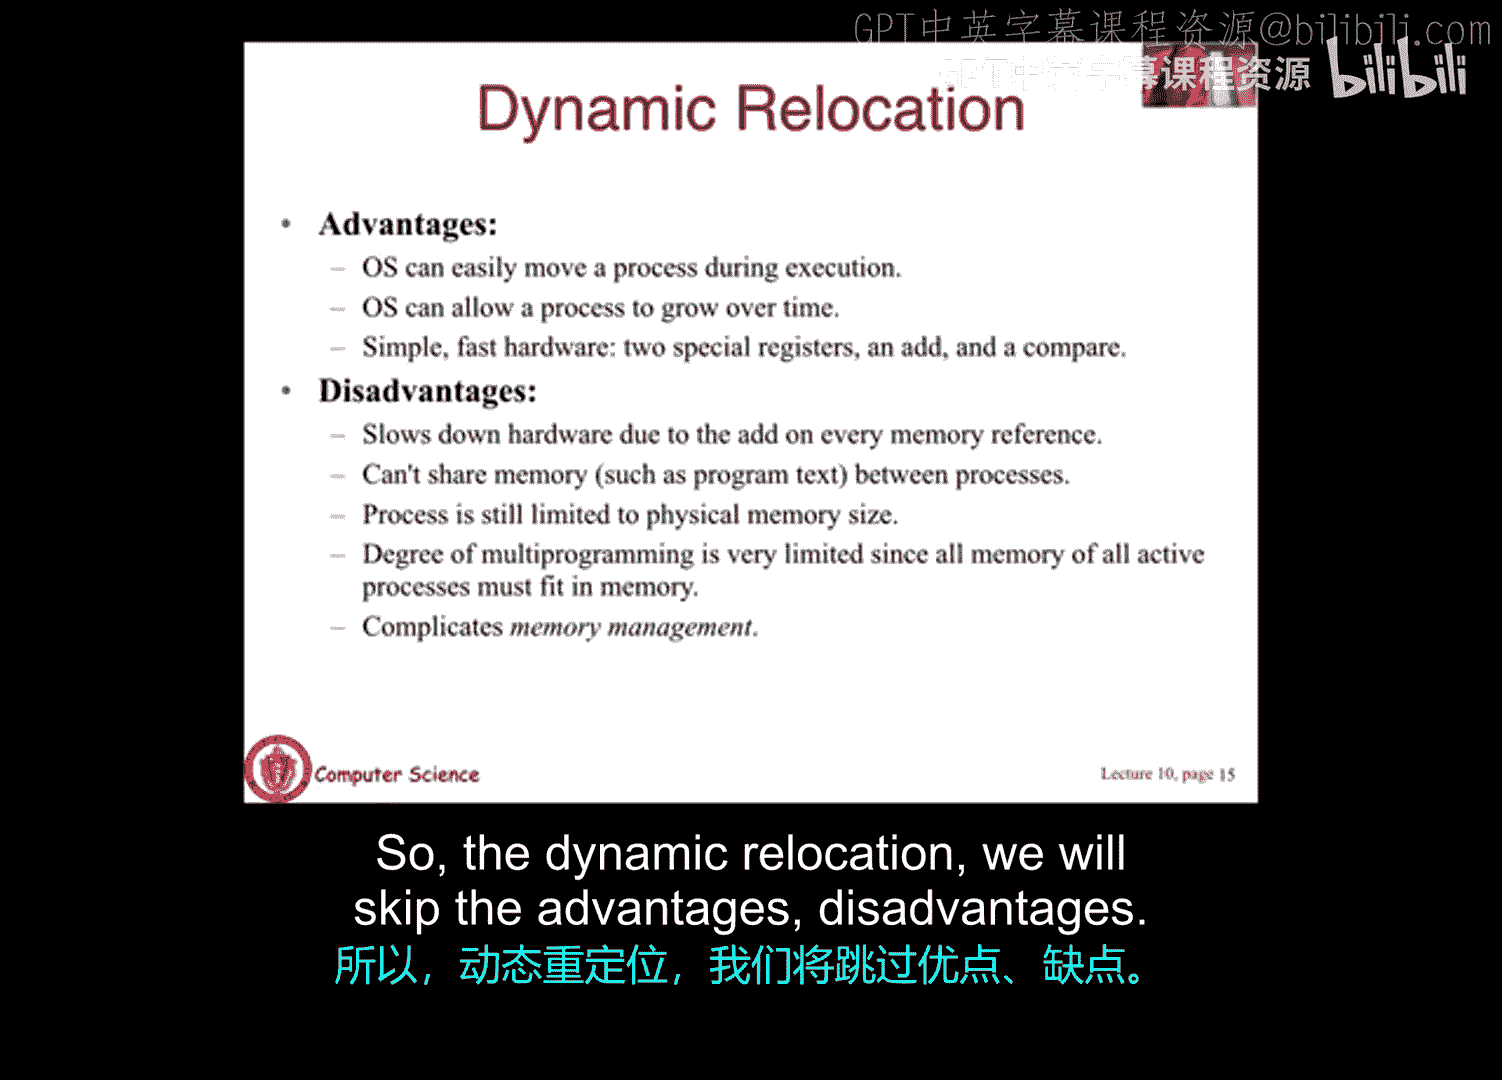 GPT中英字幕课程资源@bilibili.com
课程资源 bilibili
Dynamic Relocation
• Advantages:
– OS can easily move a process during execution.
– OS can allow a process to grow over time.
– Simple, fast hardware: two special registers, an add, and a compare.
• Disadvantages:
– Slows down hardware due to the add on every memory reference.
– Can't share memory (such as program text) between processes.
– Process is still limited to physical memory size.
– Degree of multiprogramming is very limited since all memory of all active
processes must fit in memory.
– Complicates memory management.
Computer Science
Lecture 10, page 15
So, the dynamic relocation, we will
skip the advantages, disadvantages.
所以，动态重定位，我们将跳过优点、缺点。